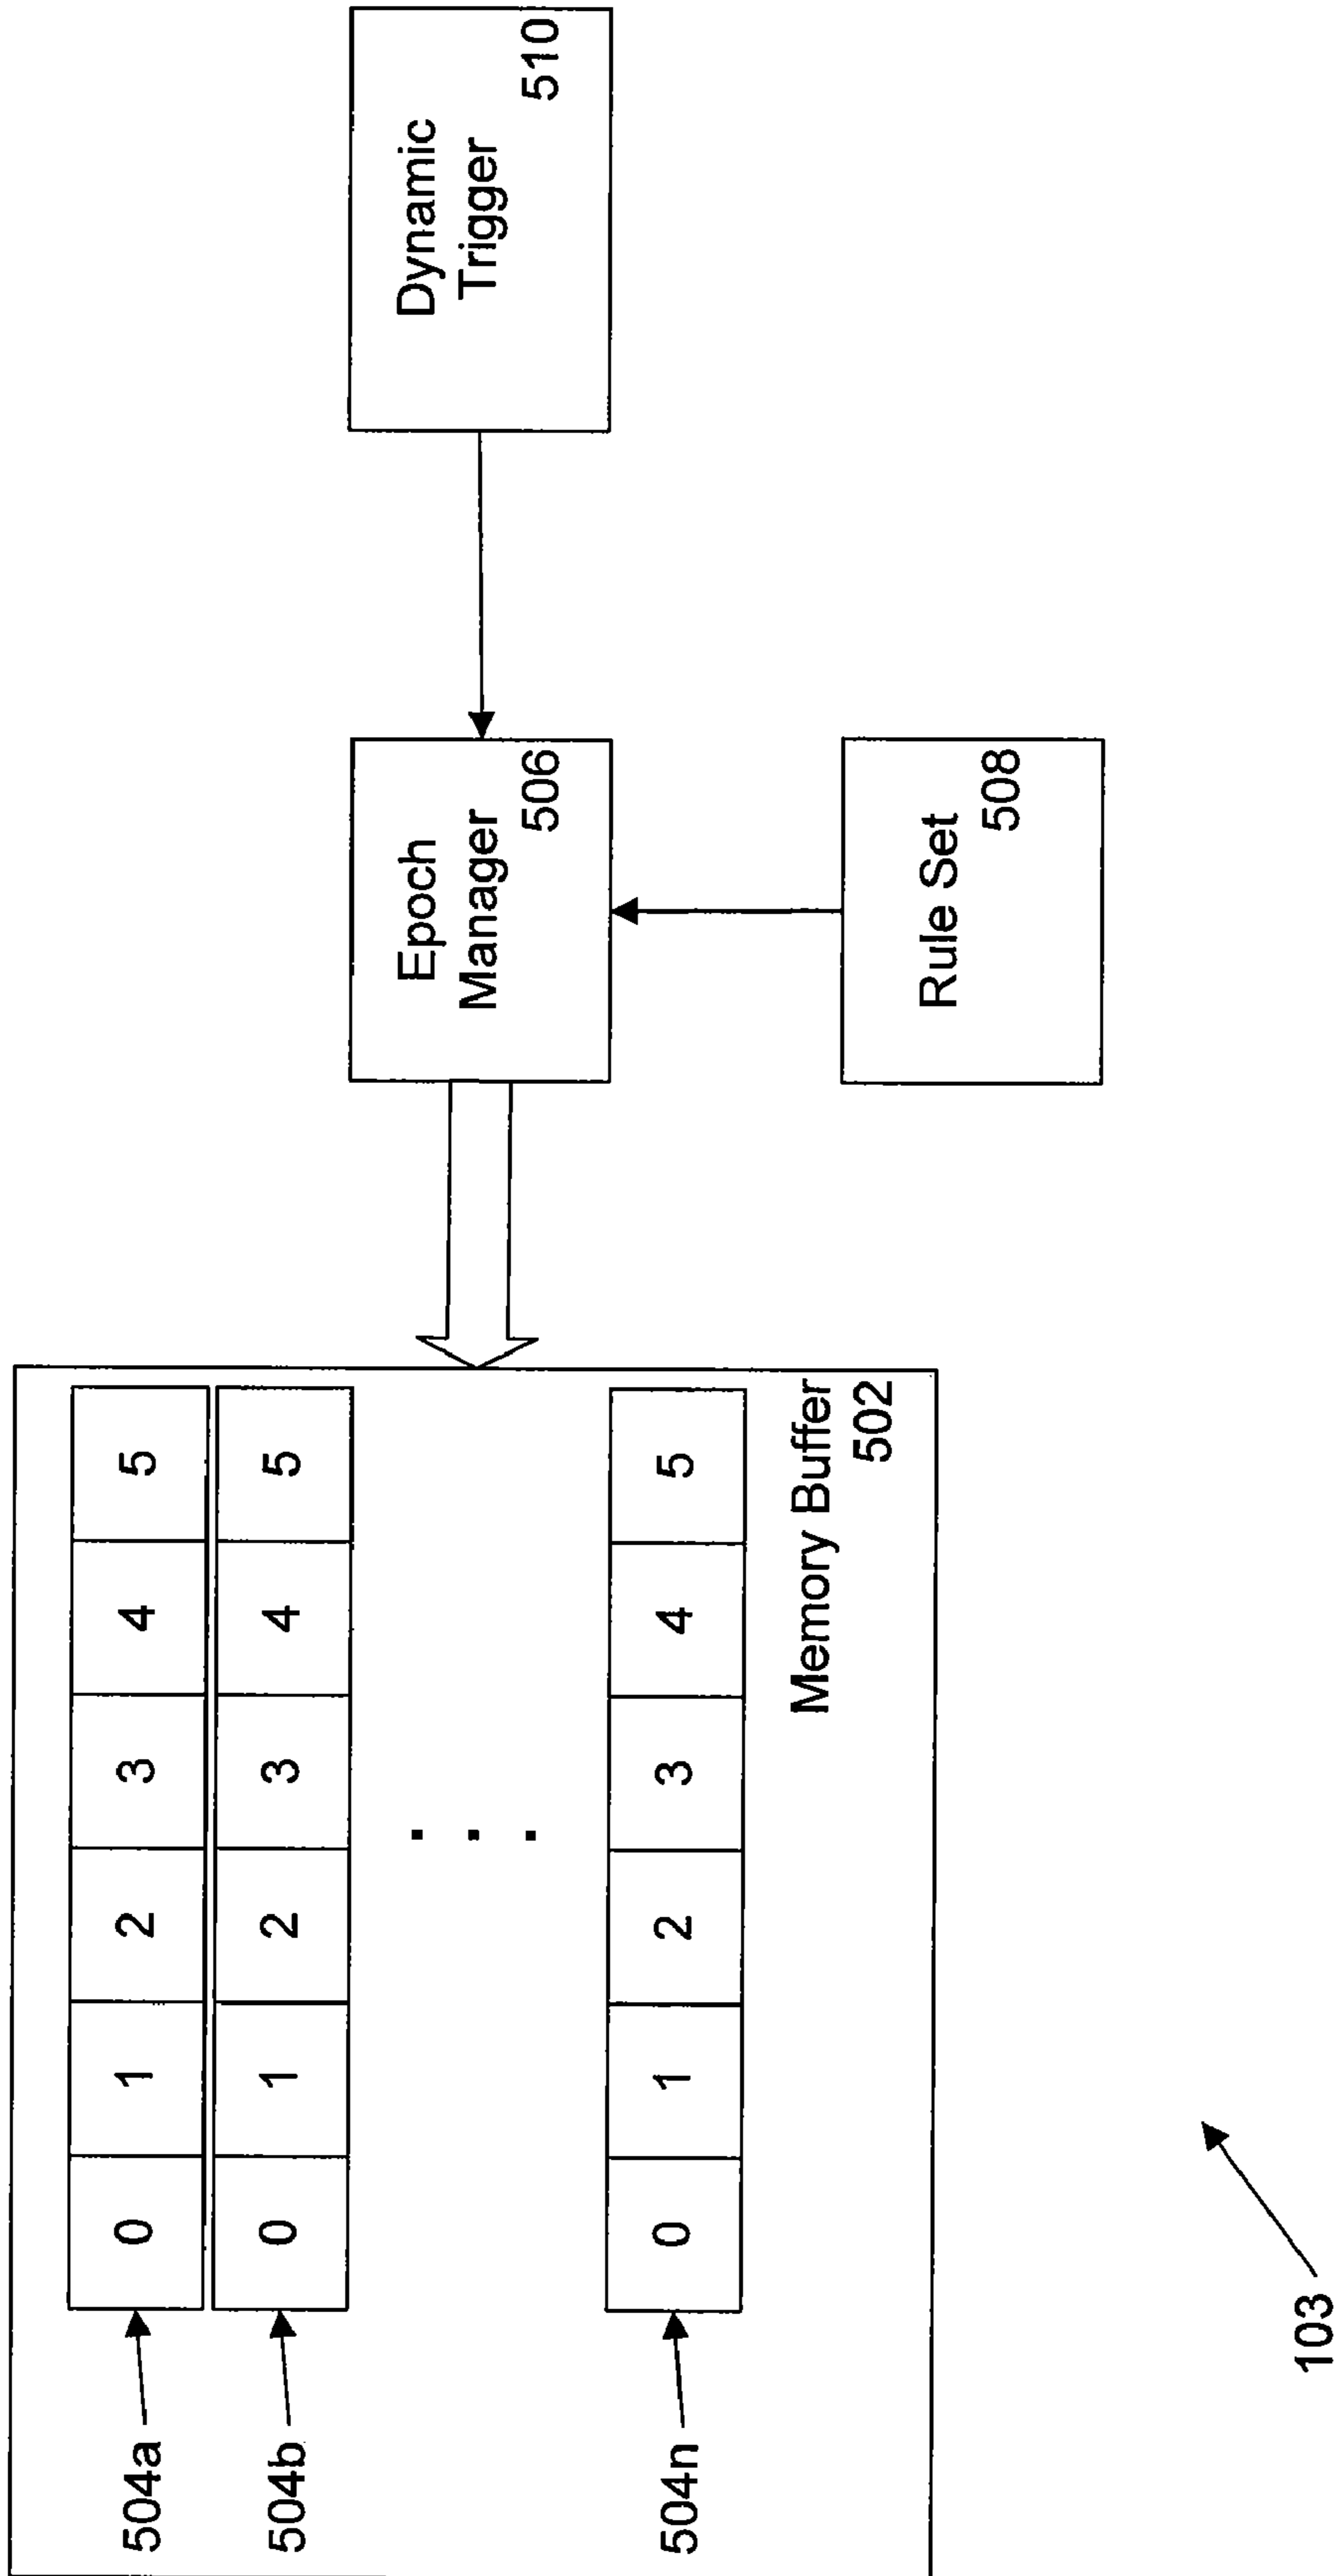 504a
0 1 2 3 4 5
504b
0 1 2 3 4 5
. . .
504n
0 1 2 3 4 5
Memory Buffer
502
Epoch
Manager
506
Dynamic
Trigger
510
Rule Set
508
103